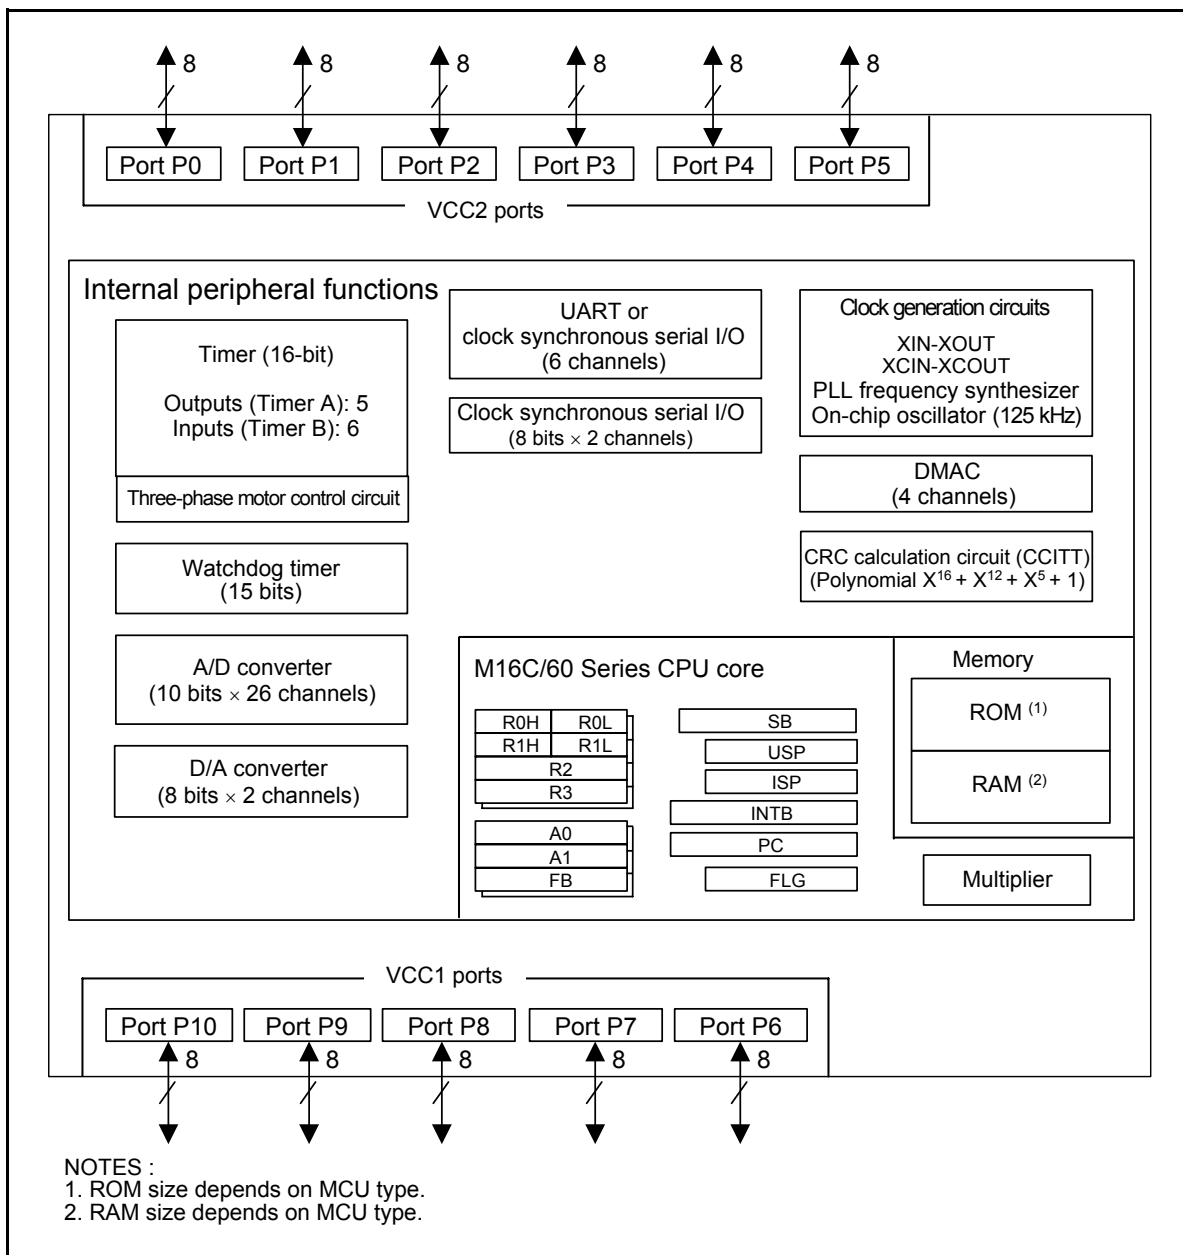 8 8 8 8 8 8
Port P0 Port P1 Port P2 Port P3 Port P4 Port P5
VCC2 ports
Internal peripheral functions
Timer (16-bit)
Outputs (Timer A): 5
Inputs (Timer B): 6
Three-phase motor control circuit
Watchdog timer
(15 bits)
A/D converter
(10 bits × 26 channels)
D/A converter
(8 bits × 2 channels)
UART or
clock synchronous serial I/O
(6 channels)
Clock synchronous serial I/O
(8 bits × 2 channels)
Clock generation circuits
XIN-XOUT
XCIN-XCOUT
PLL frequency synthesizer
On-chip oscillator (125 kHz)
DMAC
(4 channels)
CRC calculation circuit (CCITT)
(Polynomial X¹⁶ + X¹² + X⁵ + 1)
M16C/60 Series CPU core
R0H R0L
R1H R1L
R2
R3
A0
A1
FB
SB
USP
ISP
INTB
PC
FLG
Memory
ROM (1)
RAM (2)
Multiplier
VCC1 ports
Port P10 Port P9 Port P8 Port P7 Port P6
8 8 8 8 8
NOTES :
1. ROM size depends on MCU type.
2. RAM size depends on MCU type.